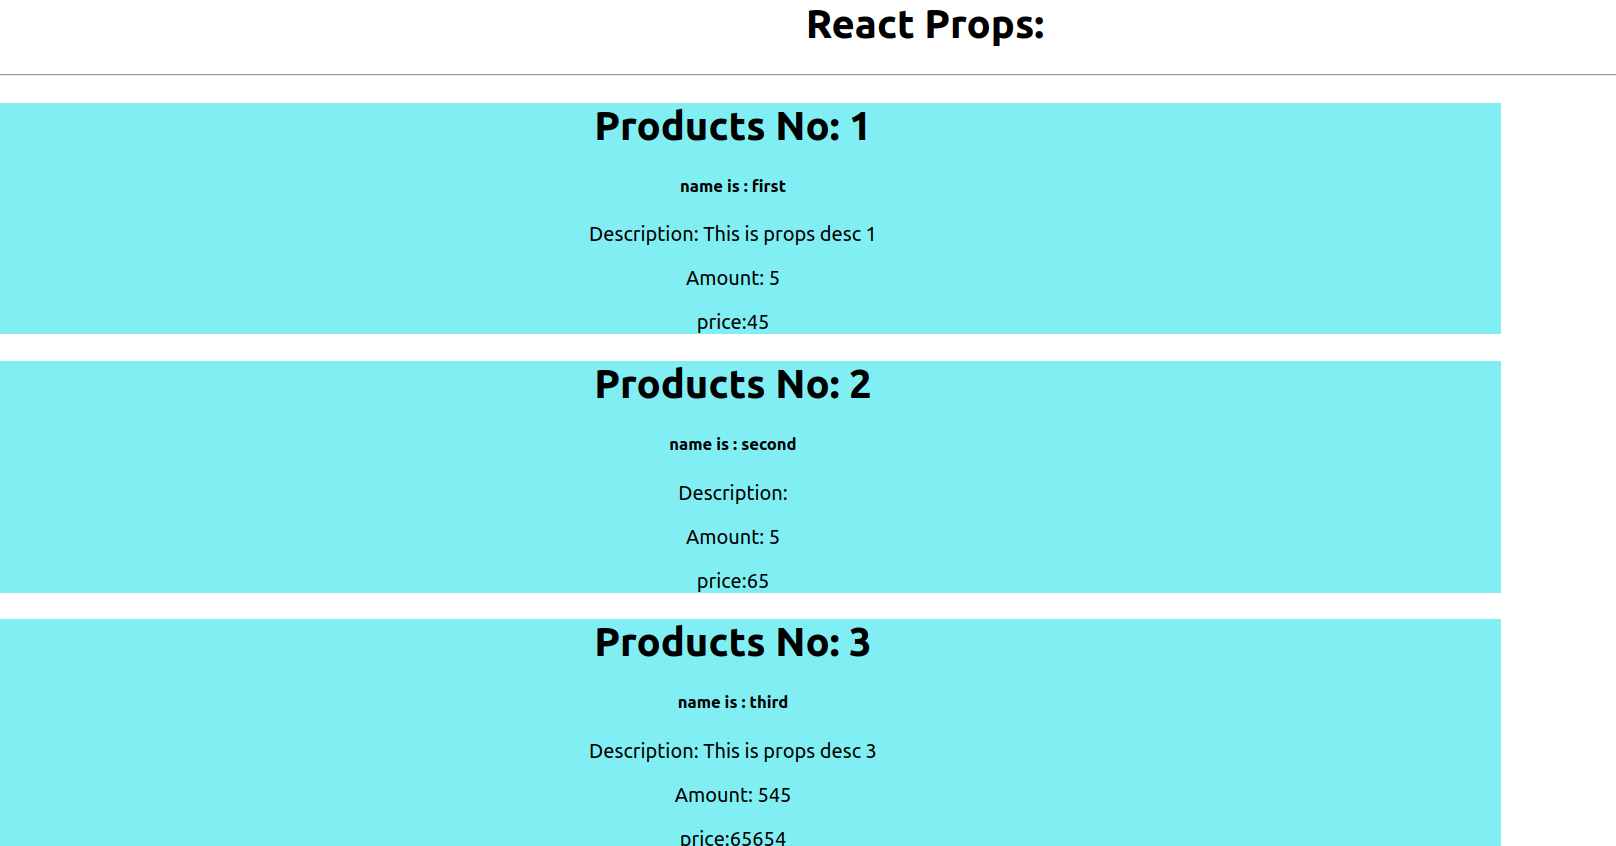 React Props:
Products No: 1
name is : first
Description: This is props desc 1
Amount: 5
price:45
Products No: 2
name is : second
Description:
Amount: 5
price:65
Products No: 3
name is : third
Description: This is props desc 3
Amount: 545
price:65654